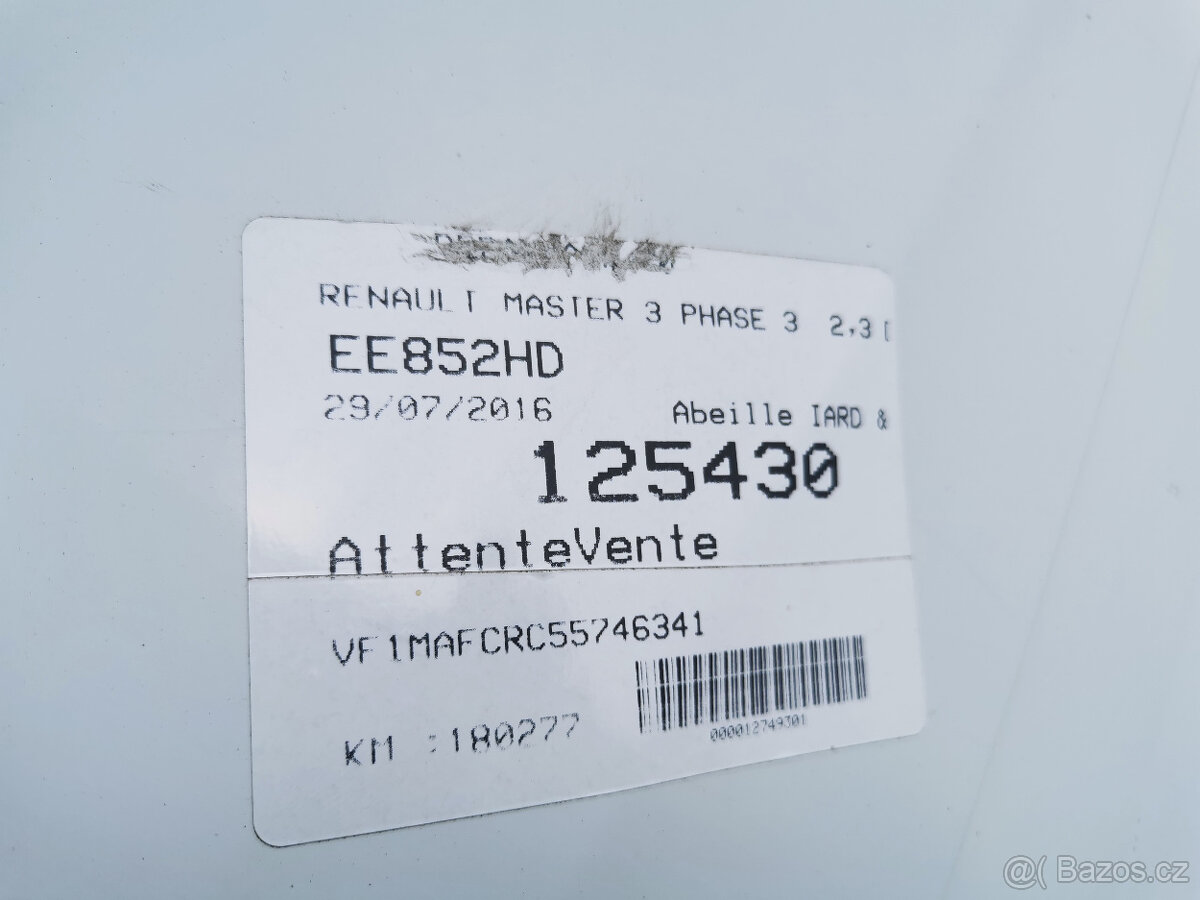 RENAULT MASTER 3 PHASE 3 2,3 [
EE852HD
29/07/2016 Abeille IARD &
125430
AttenteVente
VF1MAFCRC55746341
000012749301
KM :180277
@( Bazos.cz